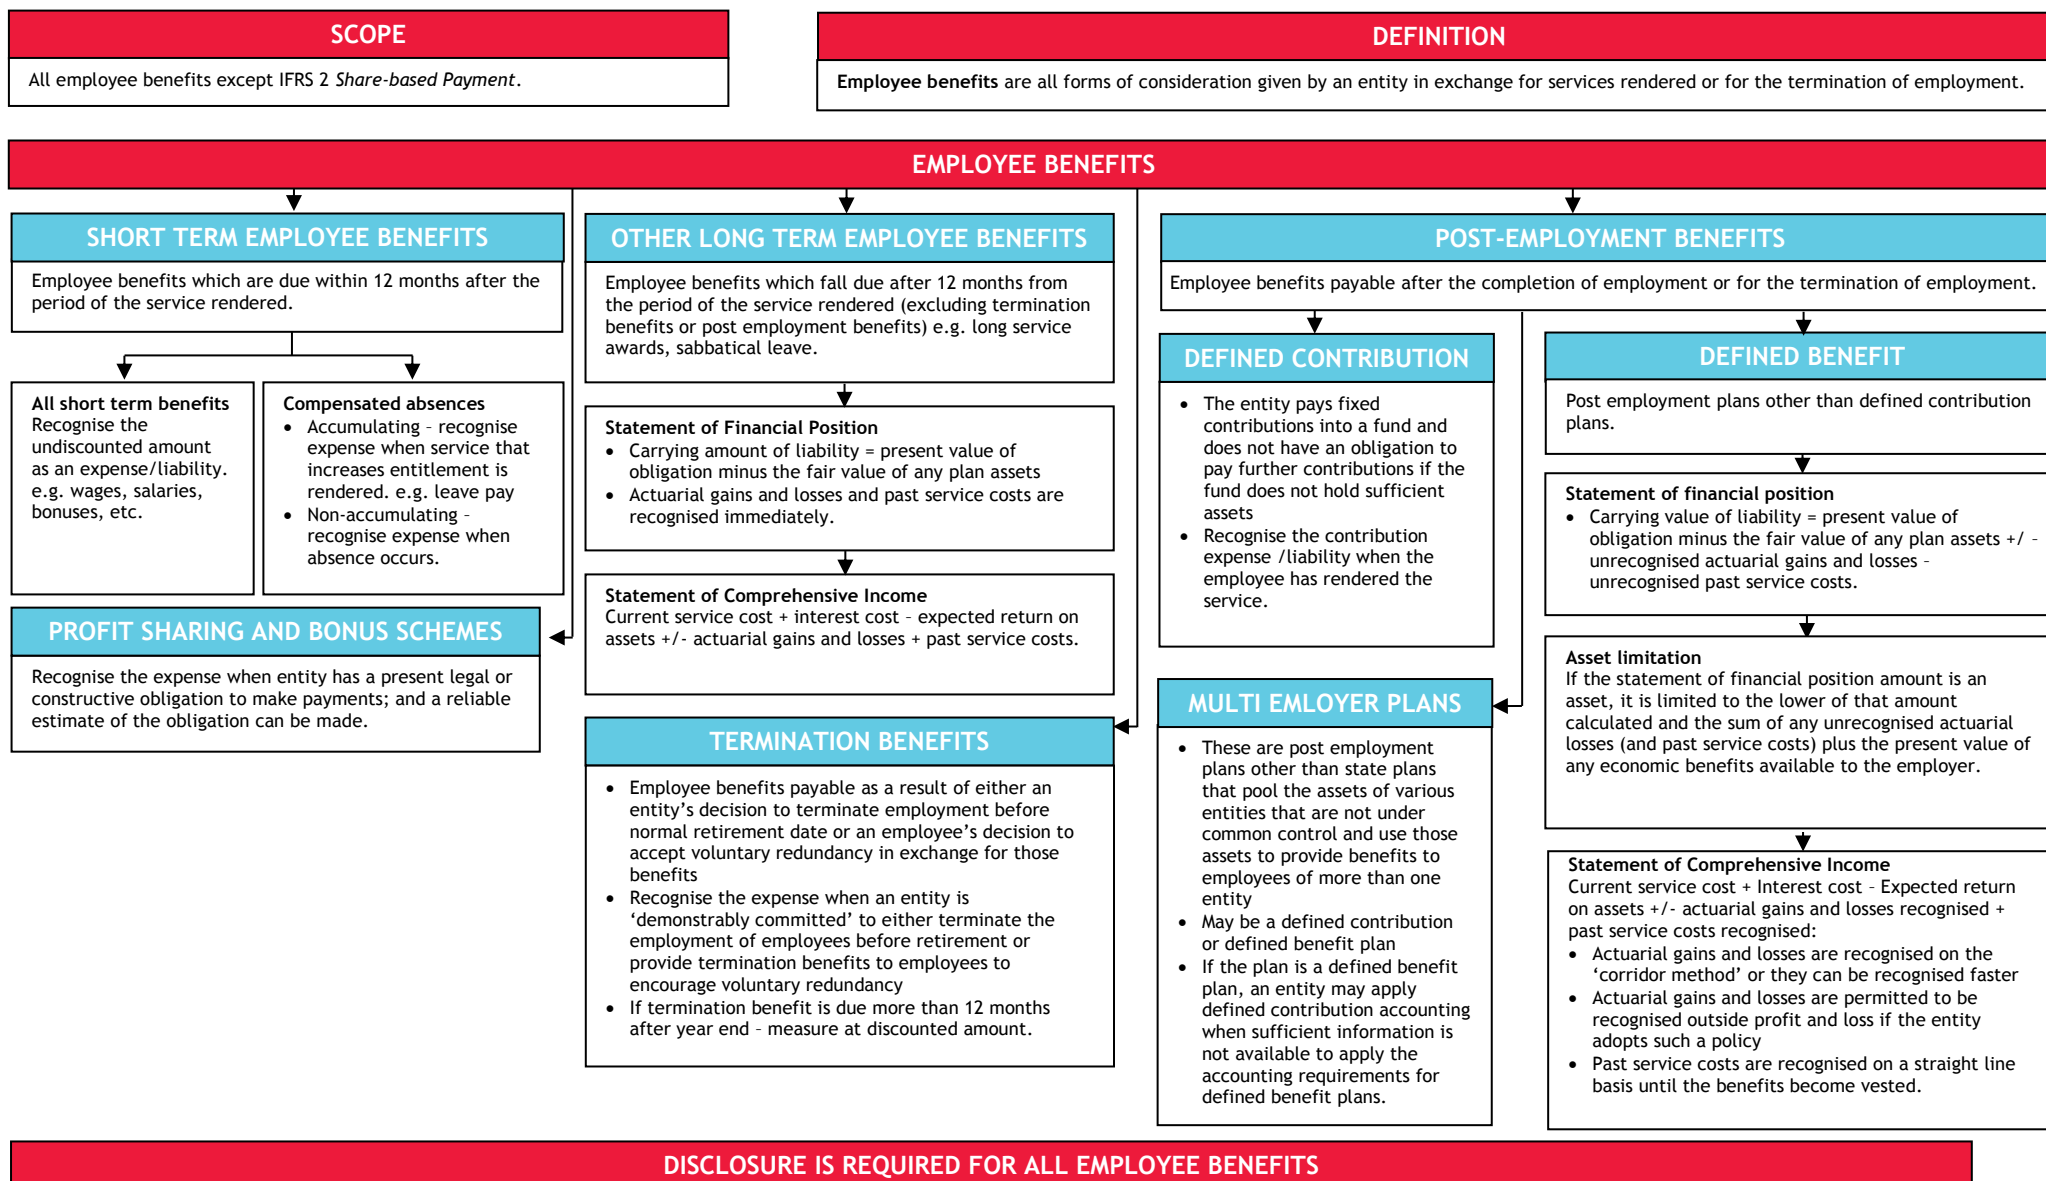 SCOPE
All employee benefits except IFRS 2 Share-based Payment.
DEFINITION
Employee benefits are all forms of consideration given by an entity in exchange for services rendered or for the termination of employment.
EMPLOYEE BENEFITS
SHORT TERM EMPLOYEE BENEFITS
Employee benefits which are due within 12 months after the
period of the service rendered.
All short term benefits
Recognise the
undiscounted amount
as an expense/liability.
e.g. wages, salaries,
bonuses, etc.
Compensated absences
• Accumulating – recognise
expense when service that
increases entitlement is
rendered. e.g. leave pay
• Non-accumulating –
recognise expense when
absence occurs.
PROFIT SHARING AND BONUS SCHEMES
Recognise the expense when entity has a present legal or
constructive obligation to make payments; and a reliable
estimate of the obligation can be made.
OTHER LONG TERM EMPLOYEE BENEFITS
Employee benefits which fall due after 12 months from
the period of the service rendered (excluding termination
benefits or post employment benefits) e.g. long service
awards, sabbatical leave.
Statement of Financial Position
• Carrying amount of liability = present value of
obligation minus the fair value of any plan assets
• Actuarial gains and losses and past service costs are
recognised immediately.
Statement of Comprehensive Income
Current service cost + interest cost – expected return on
assets +/- actuarial gains and losses + past service costs.
TERMINATION BENEFITS
• Employee benefits payable as a result of either an
entity's decision to terminate employment before
normal retirement date or an employee's decision to
accept voluntary redundancy in exchange for those
benefits
• Recognise the expense when an entity is
‘demonstrably committed’ to either terminate the
employment of employees before retirement or
provide termination benefits to employees to
encourage voluntary redundancy
• If termination benefit is due more than 12 months
after year end – measure at discounted amount.
POST-EMPLOYMENT BENEFITS
Employee benefits payable after the completion of employment or for the termination of employment.
DEFINED CONTRIBUTION
• The entity pays fixed
contributions into a fund and
does not have an obligation to
pay further contributions if the
fund does not hold sufficient
assets
• Recognise the contribution
expense /liability when the
employee has rendered the
service.
MULTI EMLOYER PLANS
• These are post employment
plans other than state plans
that pool the assets of various
entities that are not under
common control and use those
assets to provide benefits to
employees of more than one
entity
• May be a defined contribution
or defined benefit plan
• If the plan is a defined benefit
plan, an entity may apply
defined contribution accounting
when sufficient information is
not available to apply the
accounting requirements for
defined benefit plans.
DEFINED BENEFIT
Post employment plans other than defined contribution
plans.
Statement of financial position
• Carrying value of liability = present value of
obligation minus the fair value of any plan assets +/ –
unrecognised actuarial gains and losses –
unrecognised past service costs.
Asset limitation
If the statement of financial position amount is an
asset, it is limited to the lower of that amount
calculated and the sum of any unrecognised actuarial
losses (and past service costs) plus the present value of
any economic benefits available to the employer.
Statement of Comprehensive Income
Current service cost + Interest cost – Expected return
on assets +/- actuarial gains and losses recognised +
past service costs recognised:
• Actuarial gains and losses are recognised on the
‘corridor method’ or they can be recognised faster
• Actuarial gains and losses are permitted to be
recognised outside profit and loss if the entity
adopts such a policy
• Past service costs are recognised on a straight line
basis until the benefits become vested.
DISCLOSURE IS REQUIRED FOR ALL EMPLOYEE BENEFITS